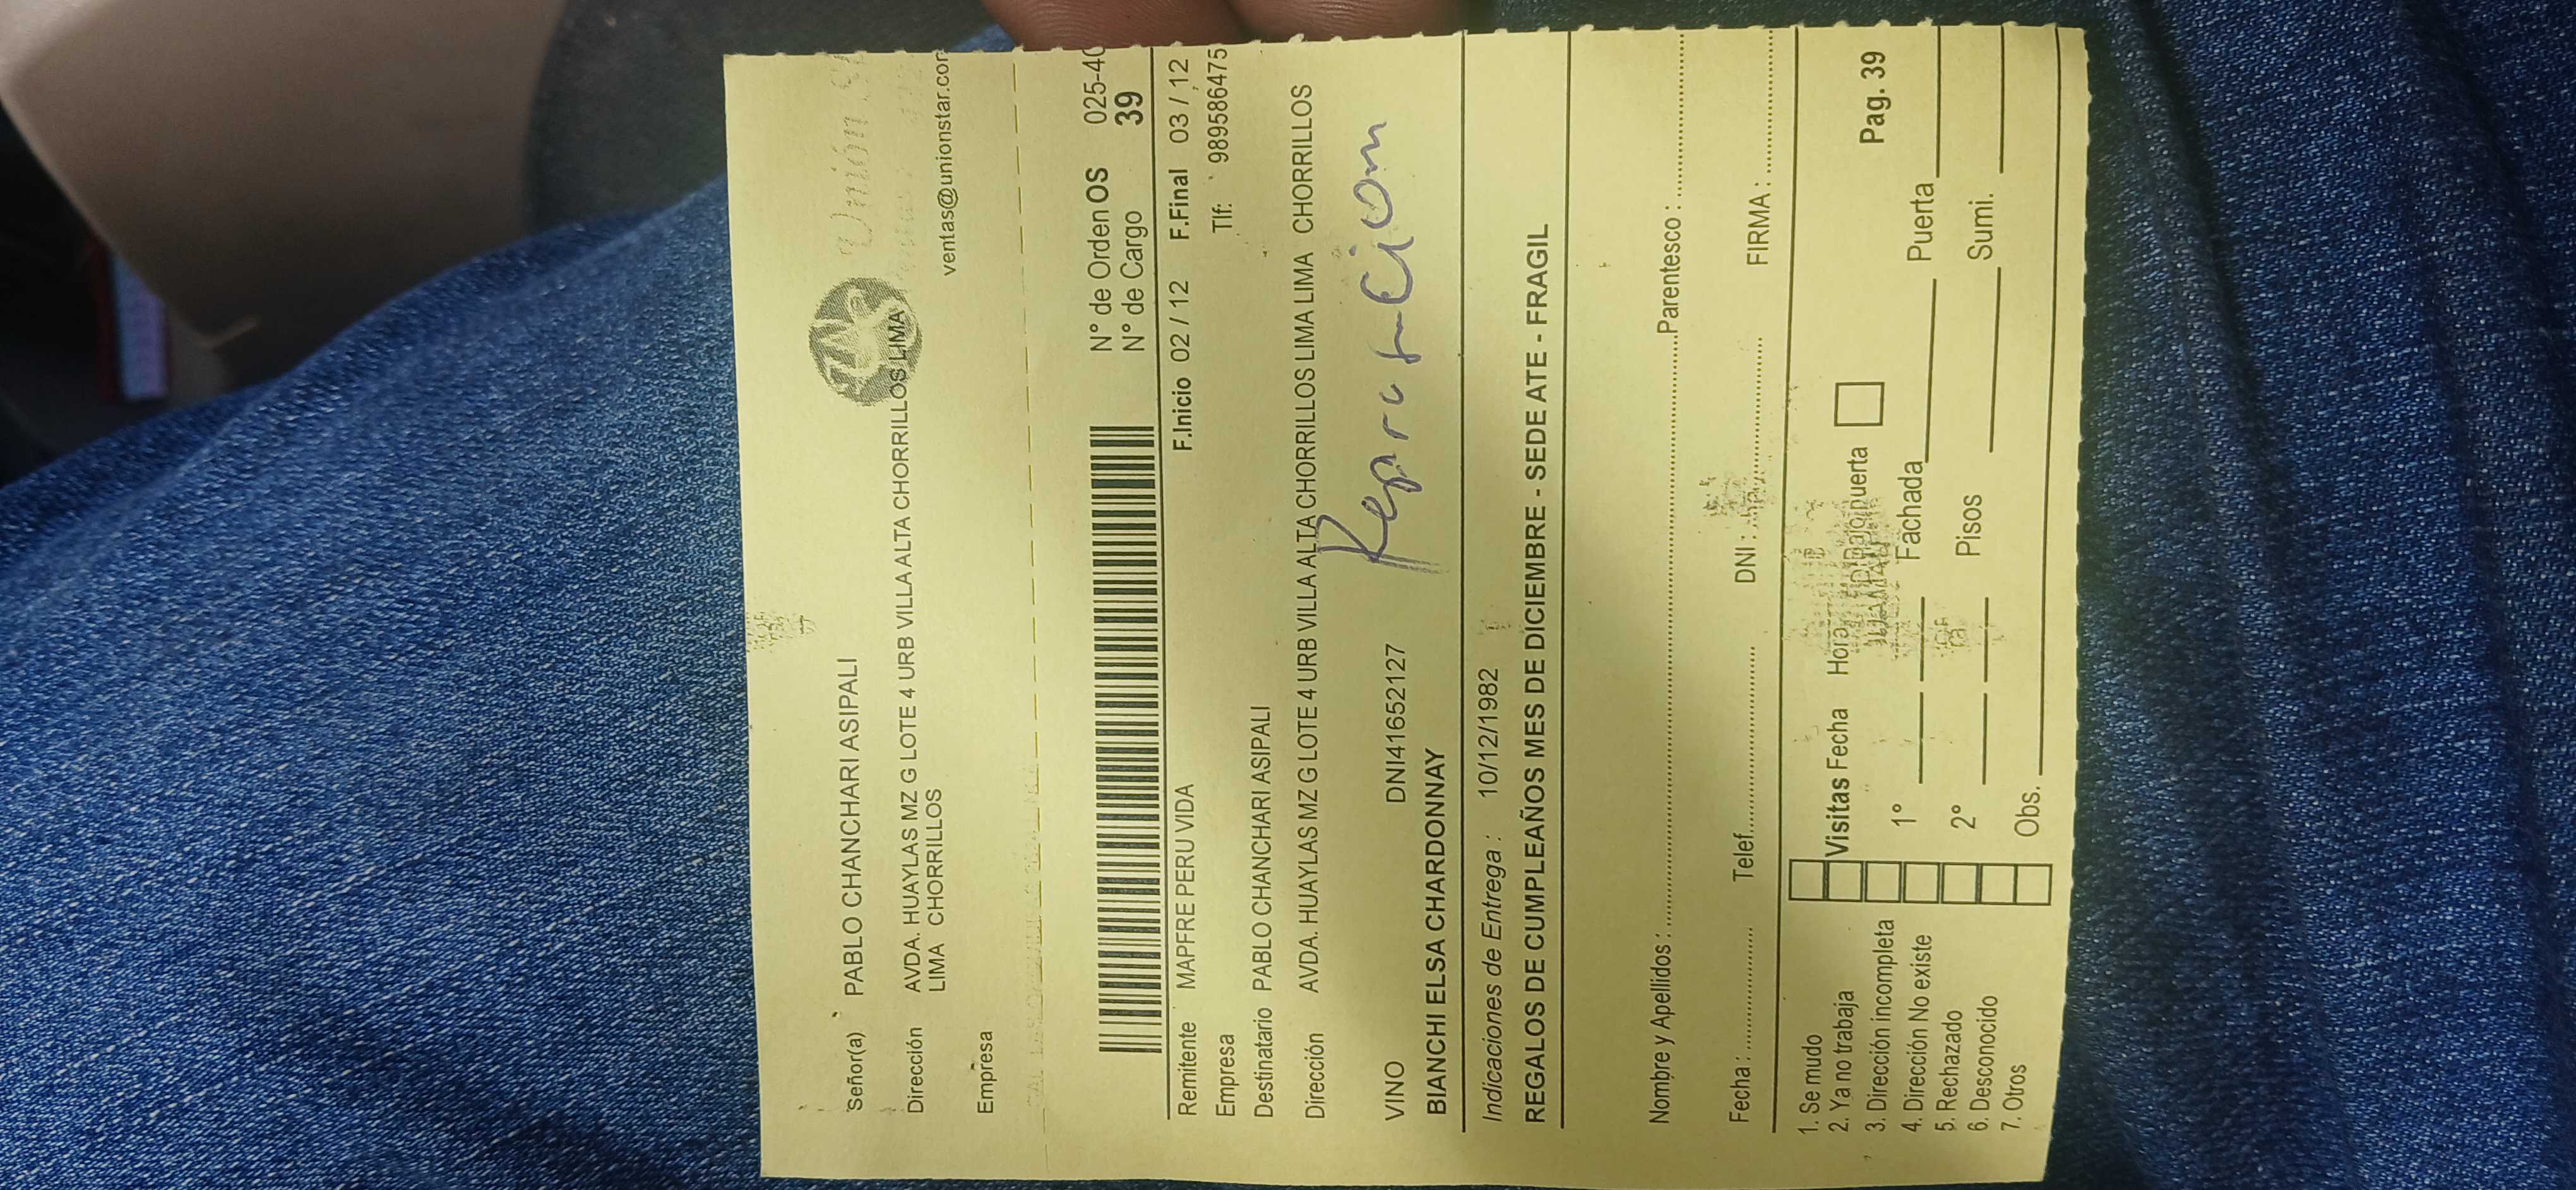 Señor(a) PABLO CHANCHARI ASIPALI
Unión
Dirección AVDA. HUAYLAS MZ G LOTE 4 URB VILLA ALTA CHORRILLOS LIMA
LIMA CHORRILLOS
ventas@unionstar.com
Empresa
N° de Orden OS 025-40
N° de Cargo 39
F.Inicio 02 / 12 F.Final 03 / 12
Remitente MAPFRE PERU VIDA
Empresa Tlf: 989586475
Destinatario PABLO CHANCHARI ASIPALI
Dirección AVDA. HUAYLAS MZ G LOTE 4 URB VILLA ALTA CHORRILLOS LIMA LIMA CHORRILLOS
VINO DNI41652127
BIANCHI ELSA CHARDONNAY
Indicaciones de Entrega : 10/12/1982
REGALOS DE CUMPLEAÑOS MES DE DICIEMBRE - SEDE ATE - FRAGIL
Nombre y Apellidos : Parentesco :
Fecha : Telef. DNI : FIRMA :
1. Se mudo
2. Ya no trabaja Visitas Fecha Hora Bajo puerta
3. Dirección incompleta Pag. 39
4. Dirección No existe 1° Fachada Puerta
5. Rechazado
6. Desconocido 2° Pisos Sumi.
7. Otros Obs.